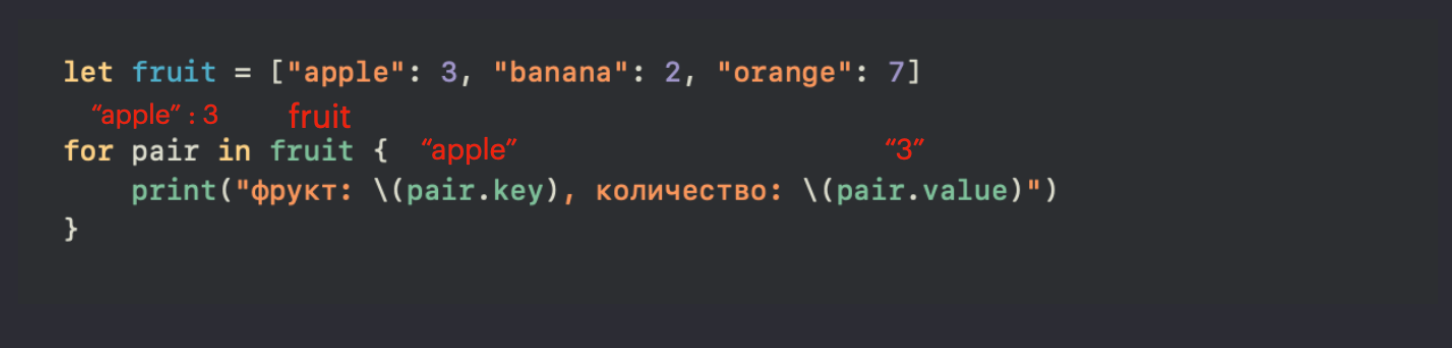 let fruit = ["apple": 3, "banana": 2, "orange": 7]
“apple” : 3 fruit
for pair in fruit { “apple” “3”
print("фрукт: \(pair.key), количество: \(pair.value)")
}